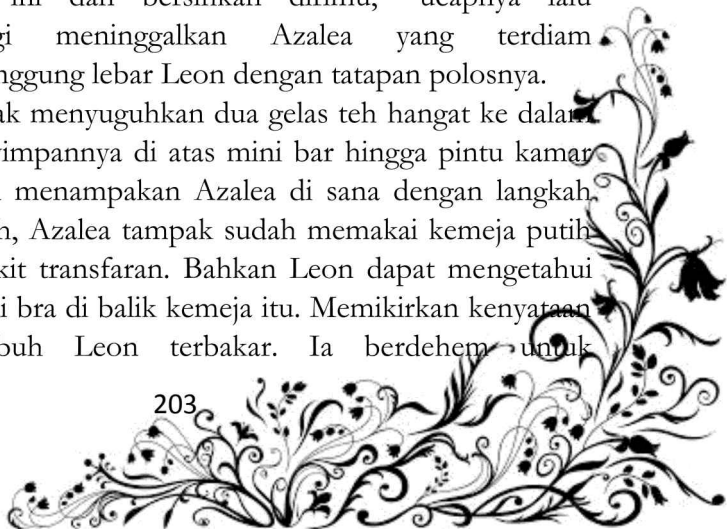 ini dan bersihkan dirimu," ucapnya lalu
gi meninggalkan Azalea yang terdiam
nggung lebar Leon dengan tatapan polosnya.
ak menyuguhkan dua gelas teh hangat ke dalam
yimpannya di atas mini bar hingga pintu kamar
menampakan Azalea di sana dengan langkah
h, Azalea tampak sudah memakai kemeja putih
kit transfaran. Bahkan Leon dapat mengetahui
i bra di balik kemeja itu. Memikirkan kenyataan
buh Leon terbakar. Ia berdehem untuk
203